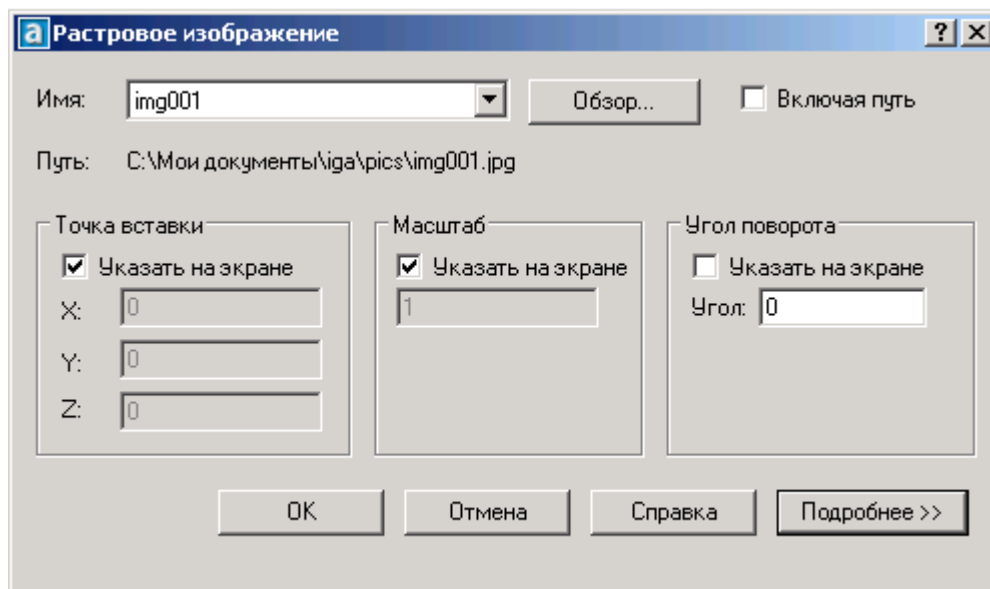 a Растровое изображение ? X
Имя: img001 Обзор... Включая путь
Путь: C:\Мои документы\iga\pics\img001.jpg
Точка вставки Масштаб Угол поворота
Указать на экране Указать на экране Указать на экране
X: 0 1 Угол: 0
Y: 0
Z: 0
OK Отмена Справка Подробнее >>